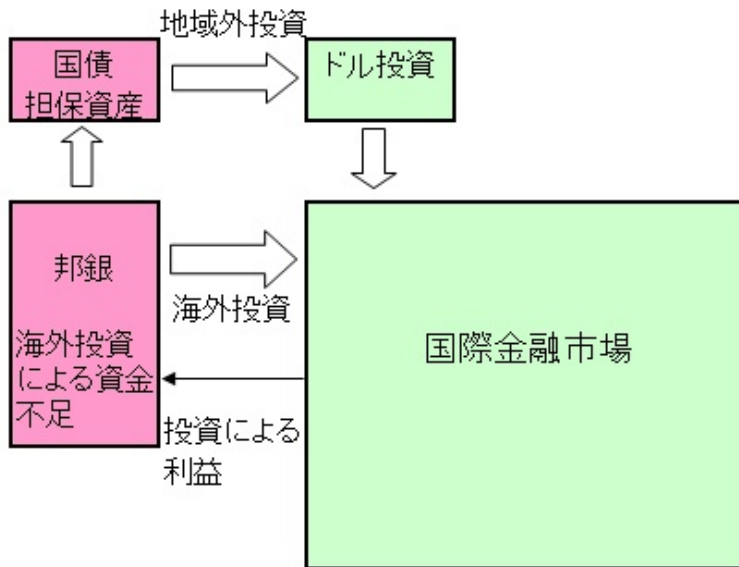 地域外投資
国債
担保資産
ドル投資
邦銀
海外投資
による資金
不足
海外投資
国際金融市場
投資による
利益